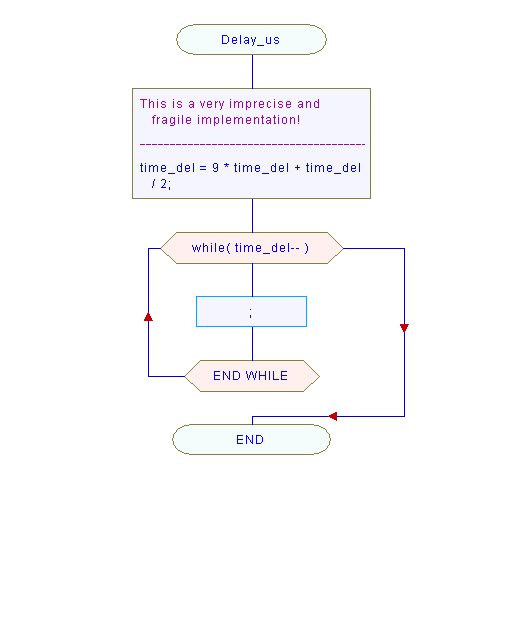 Delay_us
This is a very imprecise and
fragile implementation!
------------------------------------------
time_del = 9 * time_del + time_del
/ 2;
while( time_del-- )
;
END WHILE
END